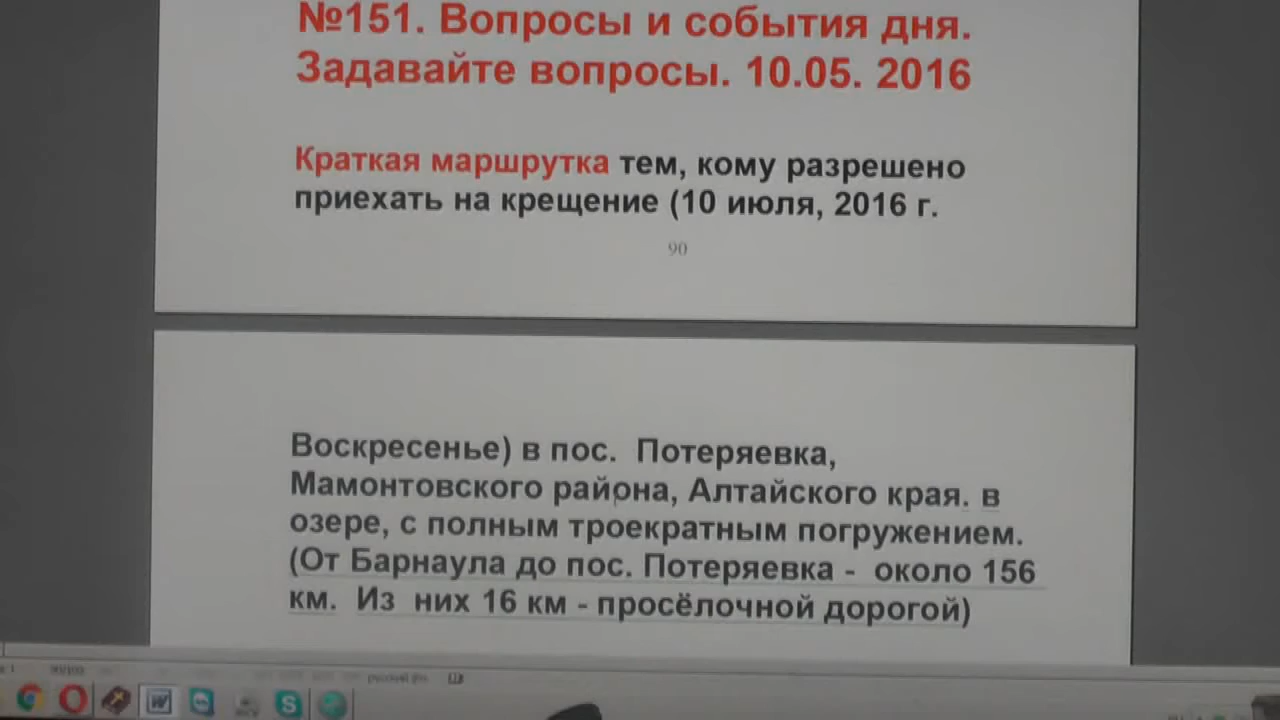 №151. Вопросы и события дня.
Задавайте вопросы. 10.05. 2016
Краткая маршрутка тем, кому разрешено
приехать на крещение (10 июля, 2016 г.
90
Воскресенье) в пос. Потеряевка,
Мамонтовского района, Алтайского края. в
озере, с полным троекратным погружением.
(От Барнаула до пос. Потеряевка - около 156
км. Из них 16 км - просёлочной дорогой)